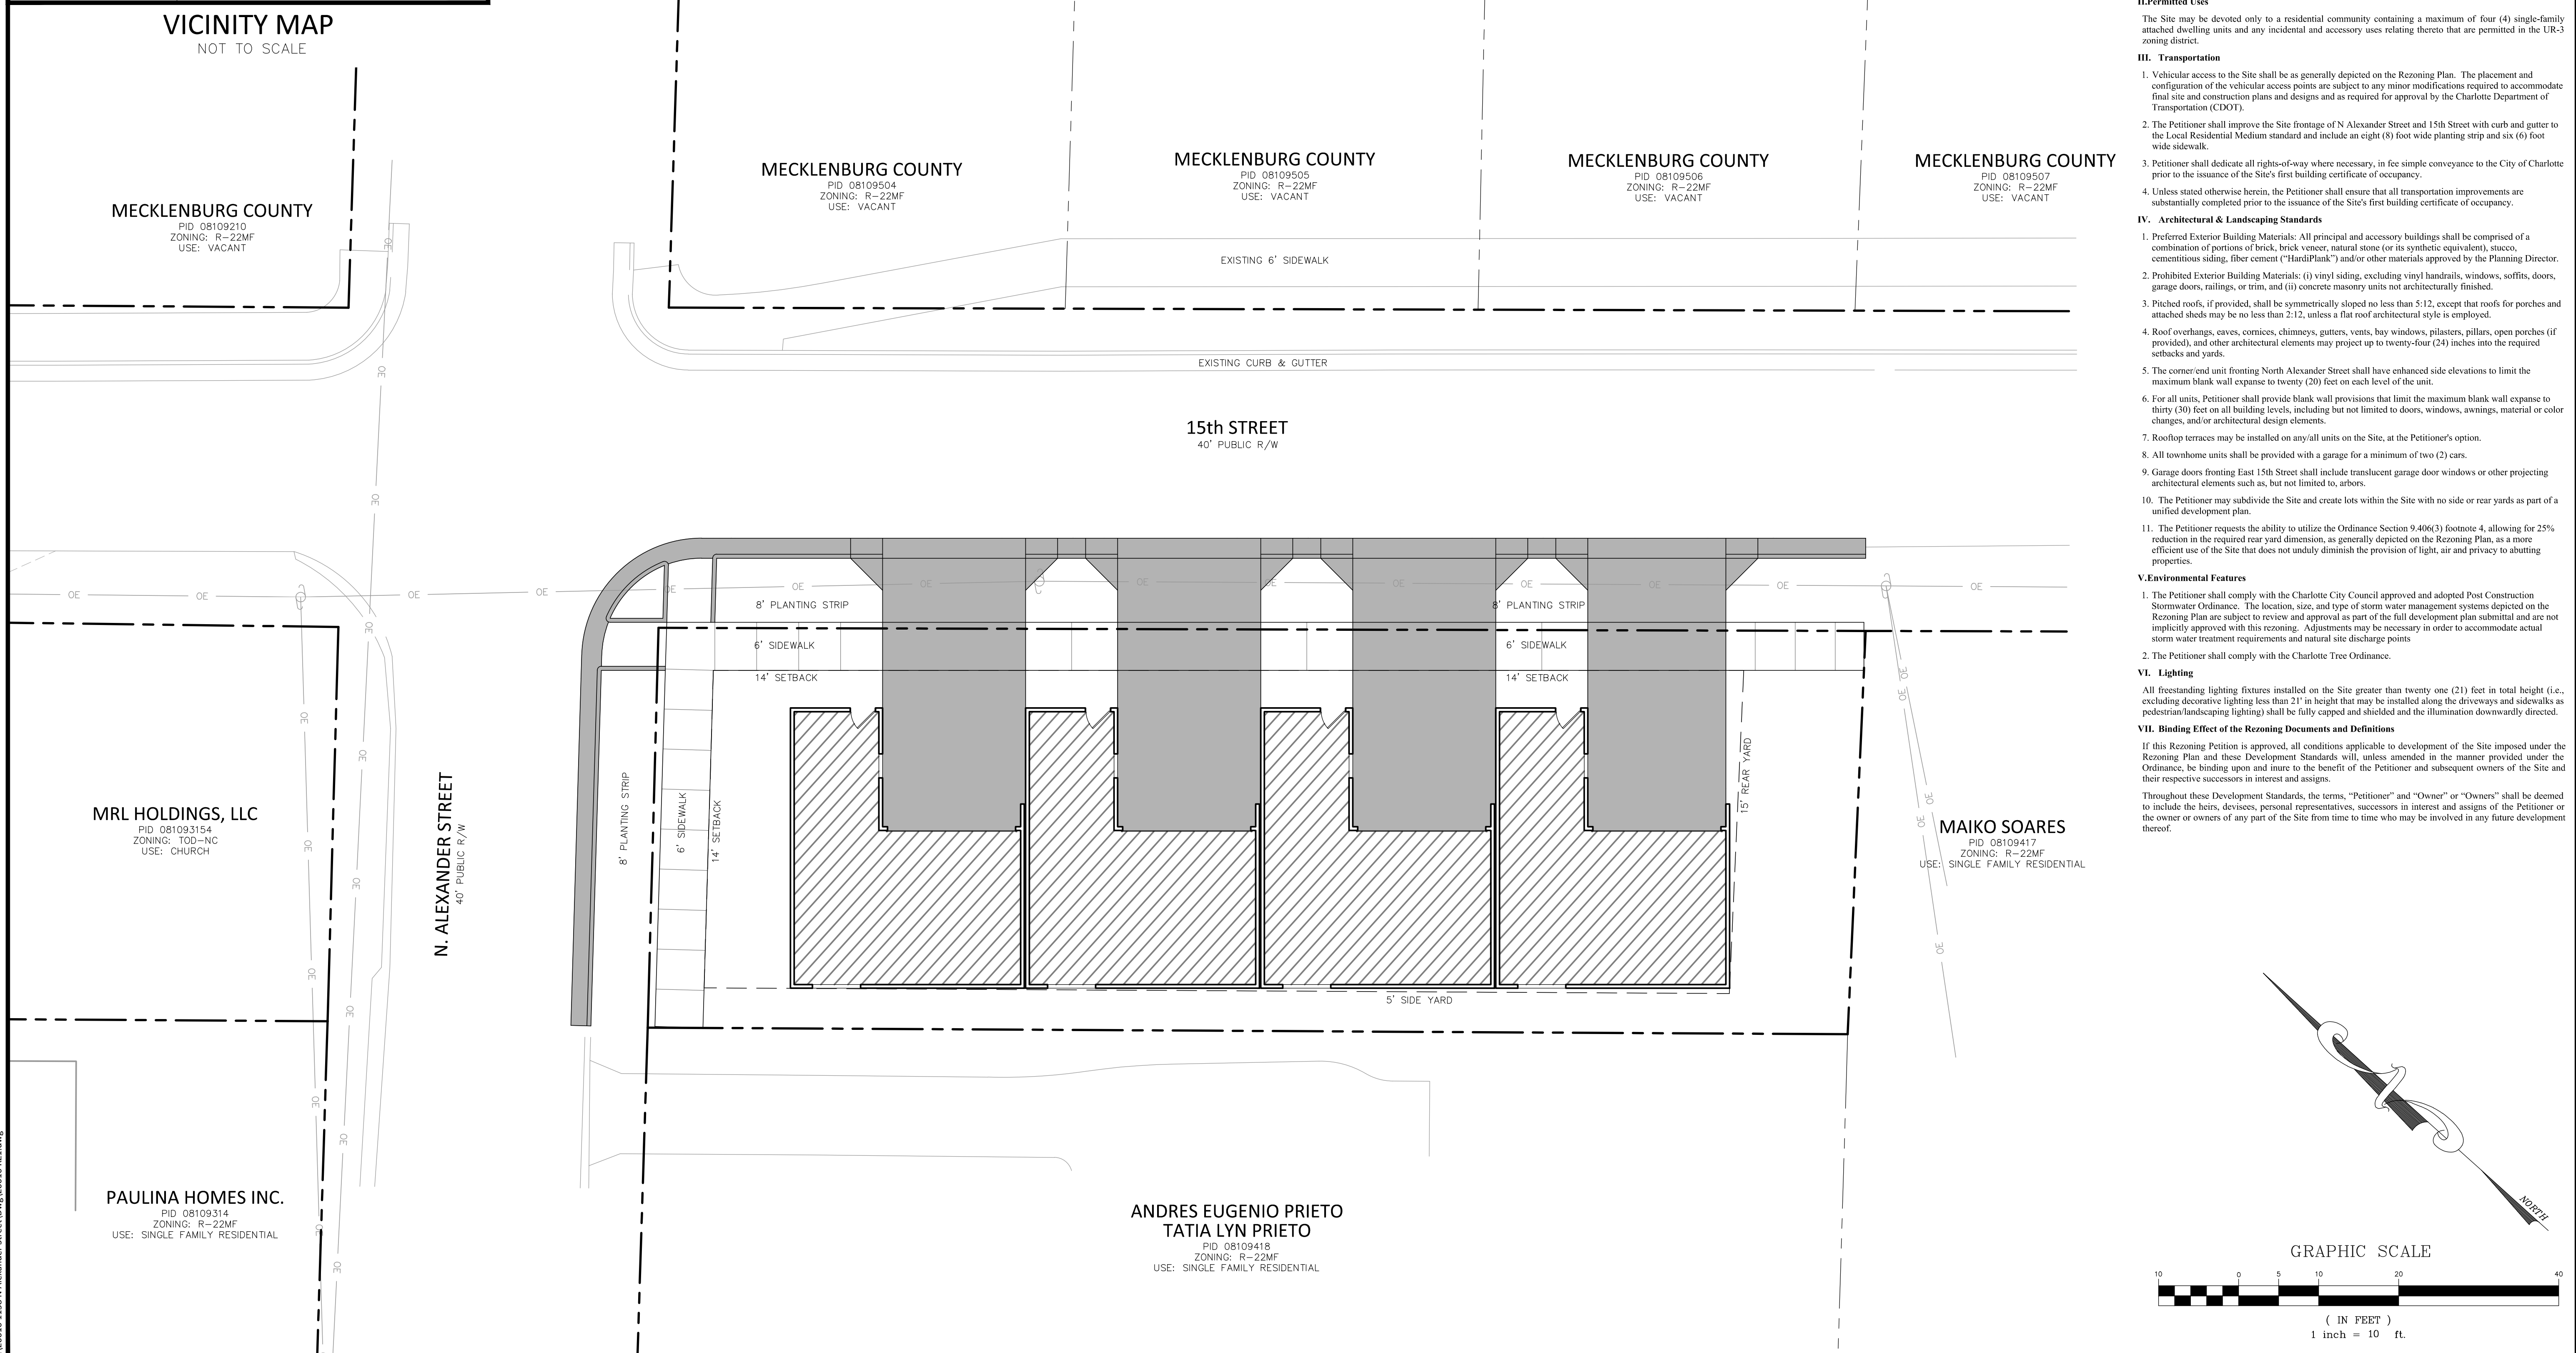 VICINITY MAP
NOT TO SCALE
MECKLENBURG COUNTY
PID 08109210
ZONING: R-22MF
USE: VACANT
MECKLENBURG COUNTY
PID 08109504
ZONING: R-22MF
USE: VACANT
MECKLENBURG COUNTY
PID 08109505
ZONING: R-22MF
USE: VACANT
MECKLENBURG COUNTY
PID 08109506
ZONING: R-22MF
USE: VACANT
MECKLENBURG COUNTY
PID 08109507
ZONING: R-22MF
USE: VACANT
EXISTING 6' SIDEWALK
EXISTING CURB & GUTTER
15th STREET
40' PUBLIC R/W
OE
OE
OE
OE
OE
OE
OE
OE
OE
OE
OE
OE
OE
OE
8' PLANTING STRIP
8' PLANTING STRIP
6' SIDEWALK
6' SIDEWALK
14' SETBACK
14' SETBACK
8' PLANTING STRIP
6' SIDEWALK
14' SETBACK
15' REAR YARD
5' SIDE YARD
N. ALEXANDER STREET
40' PUBLIC R/W
MRL HOLDINGS, LLC
PID 081093154
ZONING: TOD-NC
USE: CHURCH
MAIKO SOARES
PID 08109417
ZONING: R-22MF
USE: SINGLE FAMILY RESIDENTIAL
PAULINA HOMES INC.
PID 08109314
ZONING: R-22MF
USE: SINGLE FAMILY RESIDENTIAL
ANDRES EUGENIO PRIETO
TATIA LYN PRIETO
PID 08109418
ZONING: R-22MF
USE: SINGLE FAMILY RESIDENTIAL
II.Permitted Uses
The Site may be devoted only to a residential community containing a maximum of four (4) single-family
attached dwelling units and any incidental and accessory uses relating thereto that are permitted in the UR-3
zoning district.
III. Transportation
1. Vehicular access to the Site shall be as generally depicted on the Rezoning Plan. The placement and
configuration of the vehicular access points are subject to any minor modifications required to accommodate
final site and construction plans and designs and as required for approval by the Charlotte Department of
Transportation (CDOT).
2. The Petitioner shall improve the Site frontage of N Alexander Street and 15th Street with curb and gutter to
the Local Residential Medium standard and include an eight (8) foot wide planting strip and six (6) foot
wide sidewalk.
3. Petitioner shall dedicate all rights-of-way where necessary, in fee simple conveyance to the City of Charlotte
prior to the issuance of the Site's first building certificate of occupancy.
4. Unless stated otherwise herein, the Petitioner shall ensure that all transportation improvements are
substantially completed prior to the issuance of the Site's first building certificate of occupancy.
IV. Architectural & Landscaping Standards
1. Preferred Exterior Building Materials: All principal and accessory buildings shall be comprised of a
combination of portions of brick, brick veneer, natural stone (or its synthetic equivalent), stucco,
cementitious siding, fiber cement (“HardiPlank”) and/or other materials approved by the Planning Director.
2. Prohibited Exterior Building Materials: (i) vinyl siding, excluding vinyl handrails, windows, soffits, doors,
garage doors, railings, or trim, and (ii) concrete masonry units not architecturally finished.
3. Pitched roofs, if provided, shall be symmetrically sloped no less than 5:12, except that roofs for porches and
attached sheds may be no less than 2:12, unless a flat roof architectural style is employed.
4. Roof overhangs, eaves, cornices, chimneys, gutters, vents, bay windows, pilasters, pillars, open porches (if
provided), and other architectural elements may project up to twenty-four (24) inches into the required
setbacks and yards.
5. The corner/end unit fronting North Alexander Street shall have enhanced side elevations to limit the
maximum blank wall expanse to twenty (20) feet on each level of the unit.
6. For all units, Petitioner shall provide blank wall provisions that limit the maximum blank wall expanse to
thirty (30) feet on all building levels, including but not limited to doors, windows, awnings, material or color
changes, and/or architectural design elements.
7. Rooftop terraces may be installed on any/all units on the Site, at the Petitioner's option.
8. All townhome units shall be provided with a garage for a minimum of two (2) cars.
9. Garage doors fronting East 15th Street shall include translucent garage door windows or other projecting
architectural elements such as, but not limited to, arbors.
10. The Petitioner may subdivide the Site and create lots within the Site with no side or rear yards as part of a
unified development plan.
11. The Petitioner requests the ability to utilize the Ordinance Section 9.406(3) footnote 4, allowing for 25%
reduction in the required rear yard dimension, as generally depicted on the Rezoning Plan, as a more
efficient use of the Site that does not unduly diminish the provision of light, air and privacy to abutting
properties.
V.Environmental Features
1. The Petitioner shall comply with the Charlotte City Council approved and adopted Post Construction
Stormwater Ordinance. The location, size, and type of storm water management systems depicted on the
Rezoning Plan are subject to review and approval as part of the full development plan submittal and are not
implicitly approved with this rezoning. Adjustments may be necessary in order to accommodate actual
storm water treatment requirements and natural site discharge points
2. The Petitioner shall comply with the Charlotte Tree Ordinance.
VI. Lighting
All freestanding lighting fixtures installed on the Site greater than twenty one (21) feet in total height (i.e.,
excluding decorative lighting less than 21' in height that may be installed along the driveways and sidewalks as
pedestrian/landscaping lighting) shall be fully capped and shielded and the illumination downwardly directed.
VII. Binding Effect of the Rezoning Documents and Definitions
If this Rezoning Petition is approved, all conditions applicable to development of the Site imposed under the
Rezoning Plan and these Development Standards will, unless amended in the manner provided under the
Ordinance, be binding upon and inure to the benefit of the Petitioner and subsequent owners of the Site and
their respective successors in interest and assigns.
Throughout these Development Standards, the terms, “Petitioner” and “Owner” or “Owners” shall be deemed
to include the heirs, devisees, personal representatives, successors in interest and assigns of the Petitioner or
the owner or owners of any part of the Site from time to time who may be involved in any future development
thereof.
NORTH
GRAPHIC SCALE
10 0 5 10 20 40
( IN FEET )
1 inch = 10 ft.